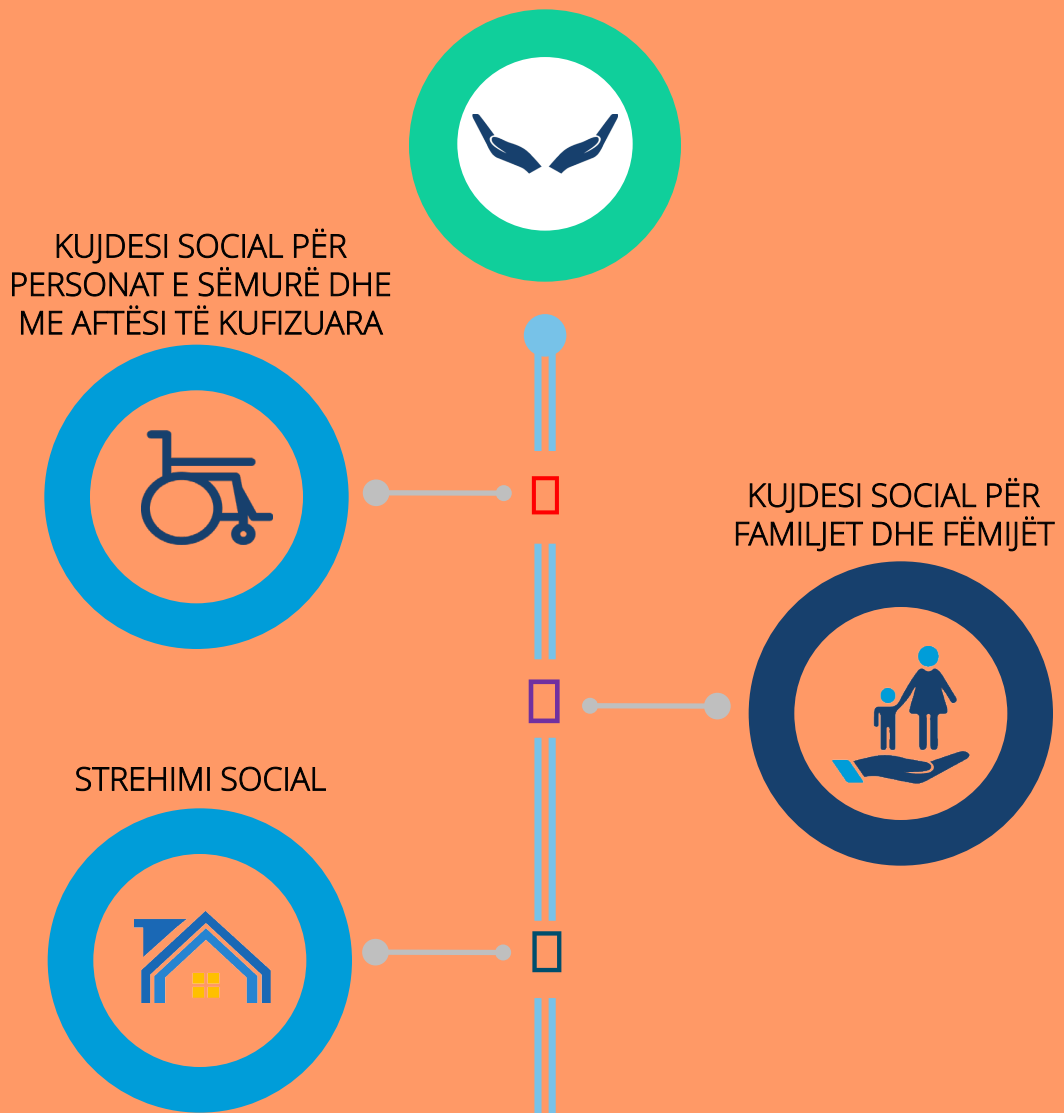 KUJDESI SOCIAL PËR
PERSONAT E SËMURË DHE
ME AFTËSI TË KUFIZUARA
KUJDESI SOCIAL PËR
FAMILJET DHE FËMIJËT
STREHIMI SOCIAL